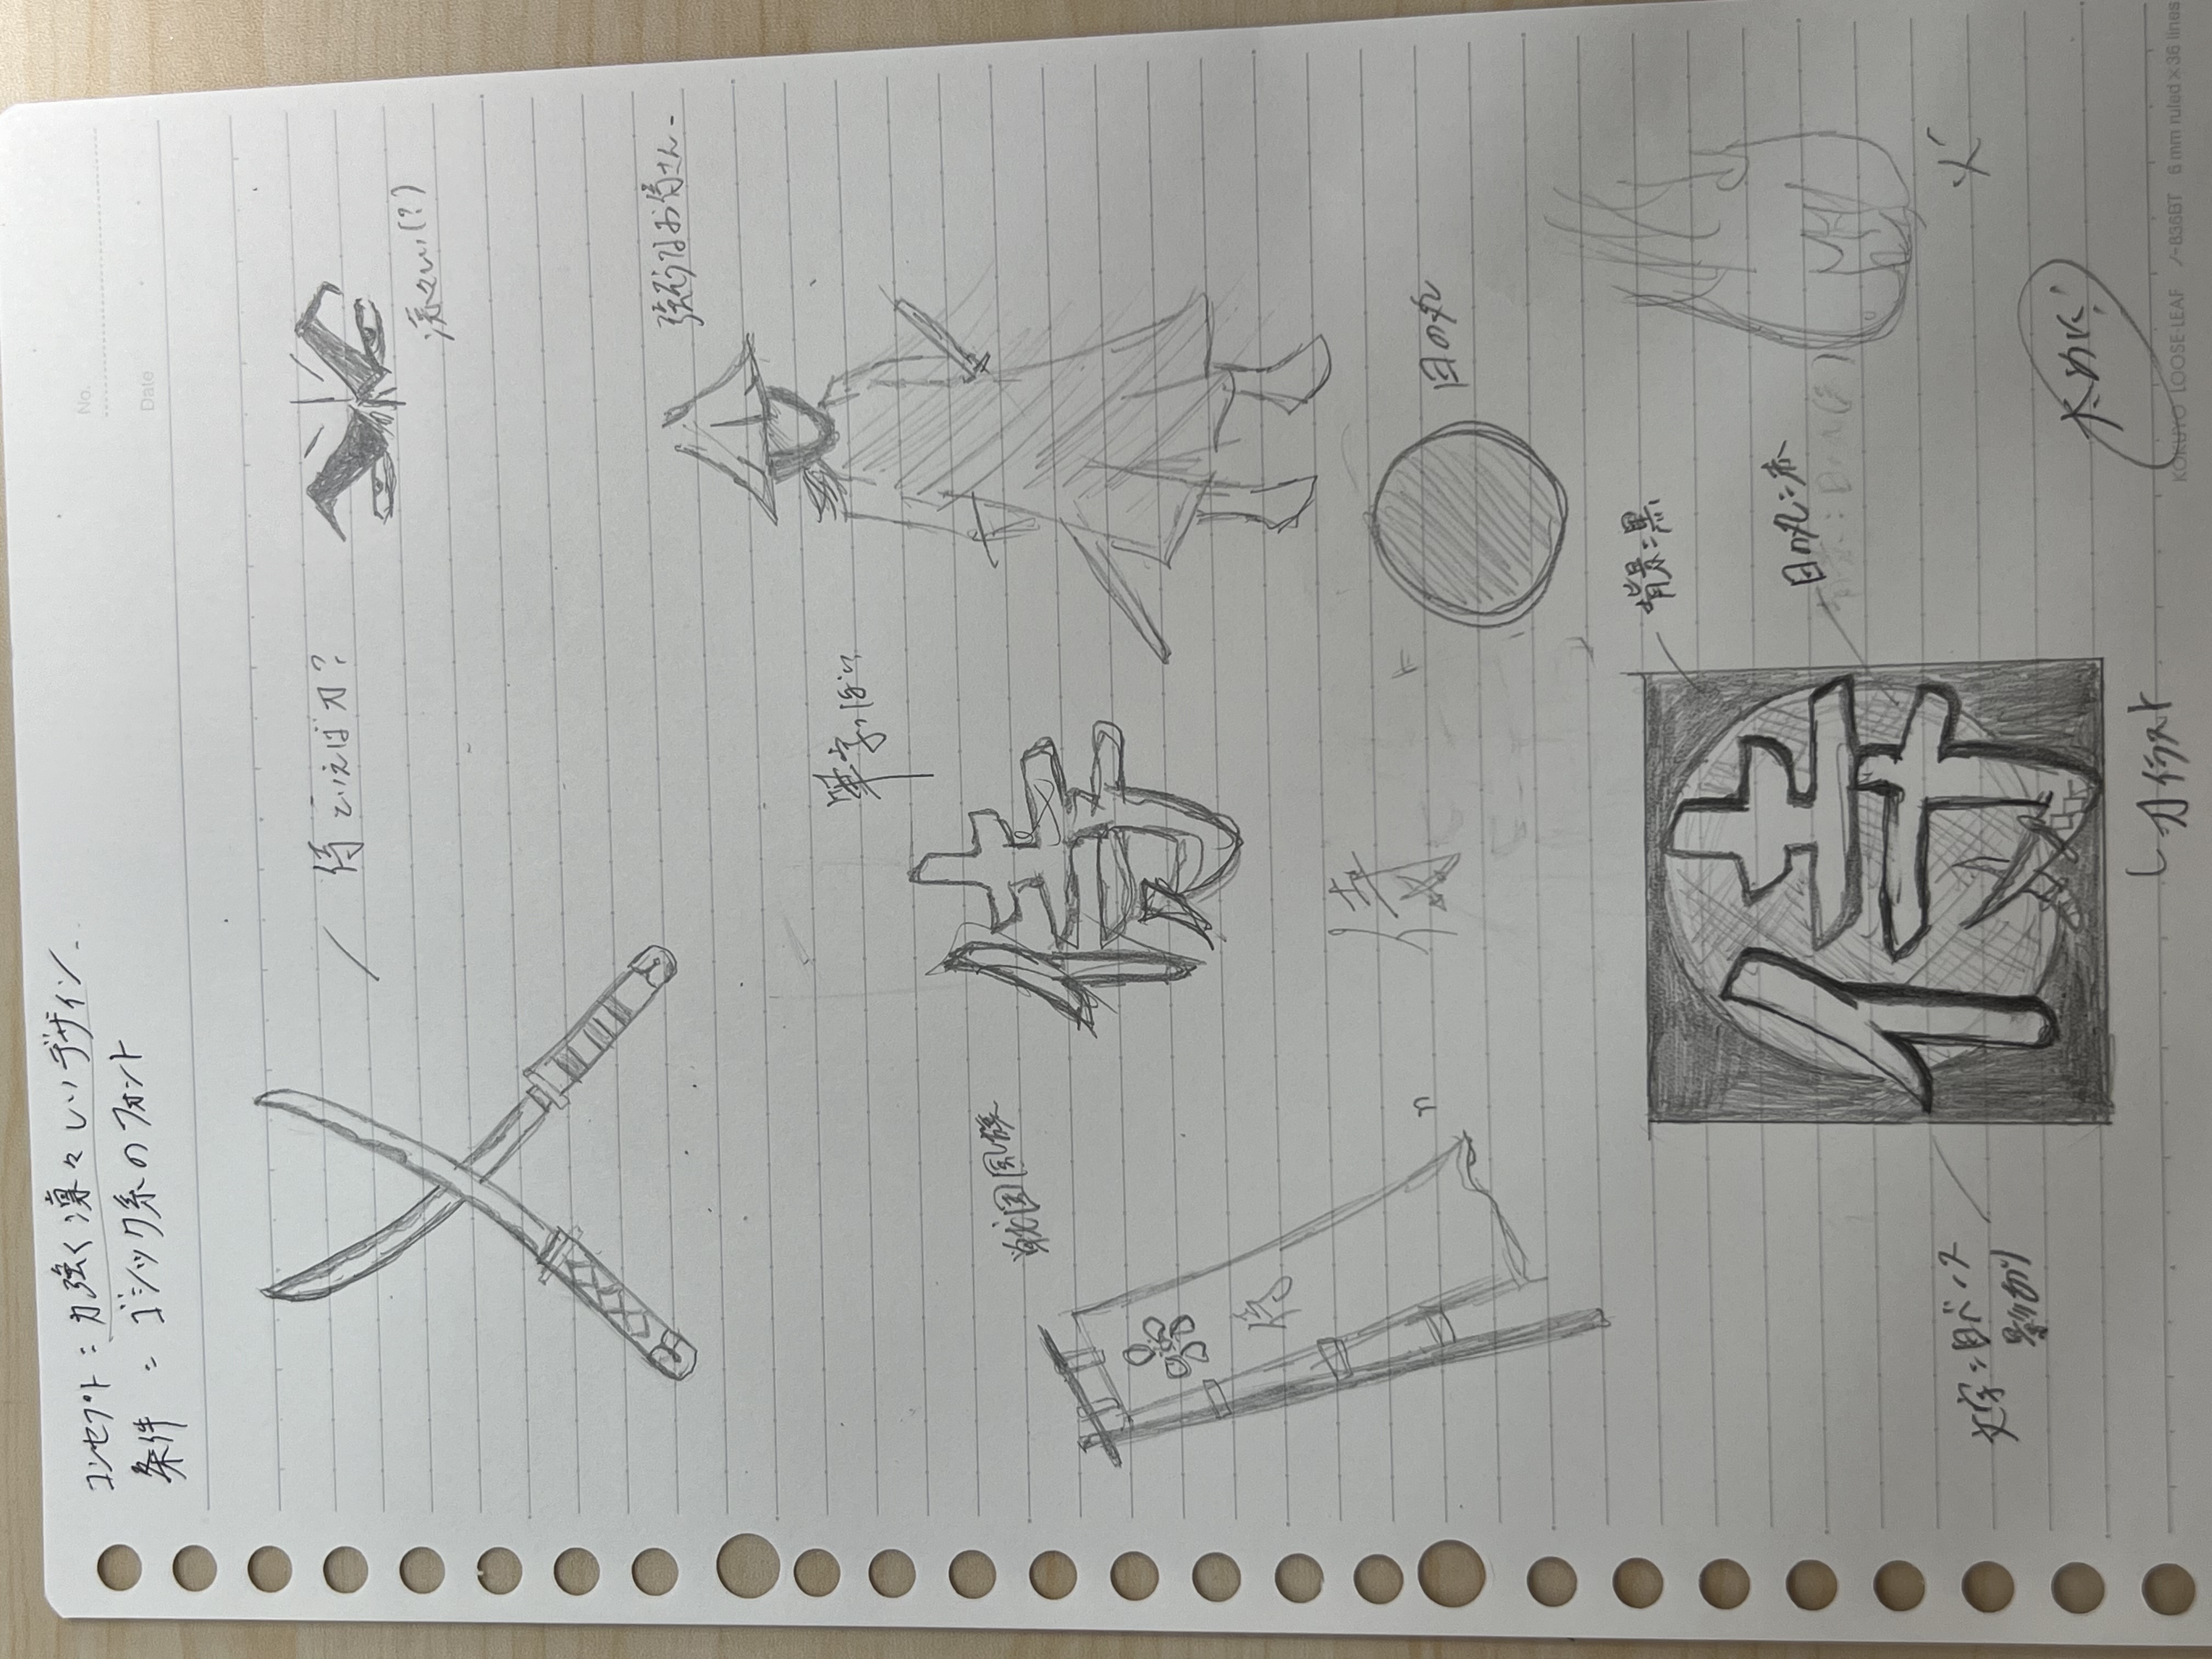 コンセプト：力強く凛々しいデザイン
条件 ：ゴシック系のフォント
No.
Date
侍といえば刀？
凛々しい(？)
強そうなお侍さん
筆字っぽい
戦国風旗
侍
侍
侍
日の丸
背景：黒
侍
日の丸：赤
文字：白ベース
影あり
火
太めに！
刀イラスト
KOKUYO LOOSE-LEAF ノ-836BT 6 mm ruled×36 lines